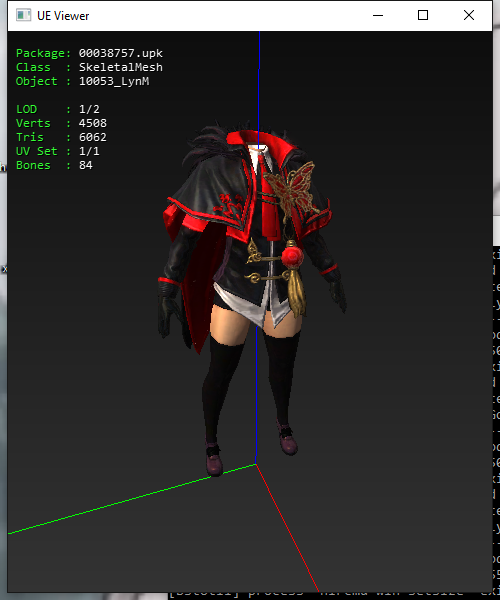 UE Viewer
Package: 00038757.upk
Class  : SkeletalMesh
Object : 10053_LynM
LOD    : 1/2
Verts  : 4508
Tris   : 6062
UV Set : 1/1
Bones  : 84